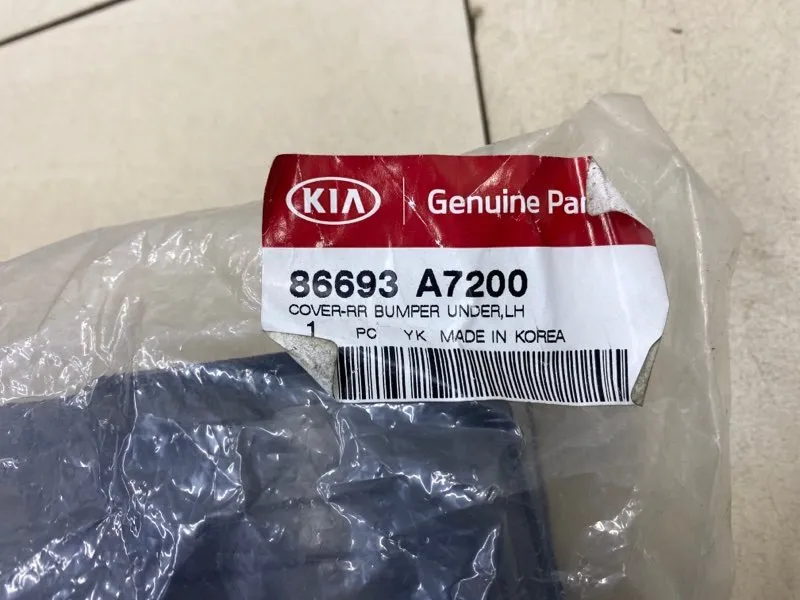 KIA Genuine Par
86693 A7200
COVER-RR BUMPER UNDER,LH
1 PC YK MADE IN KOREA